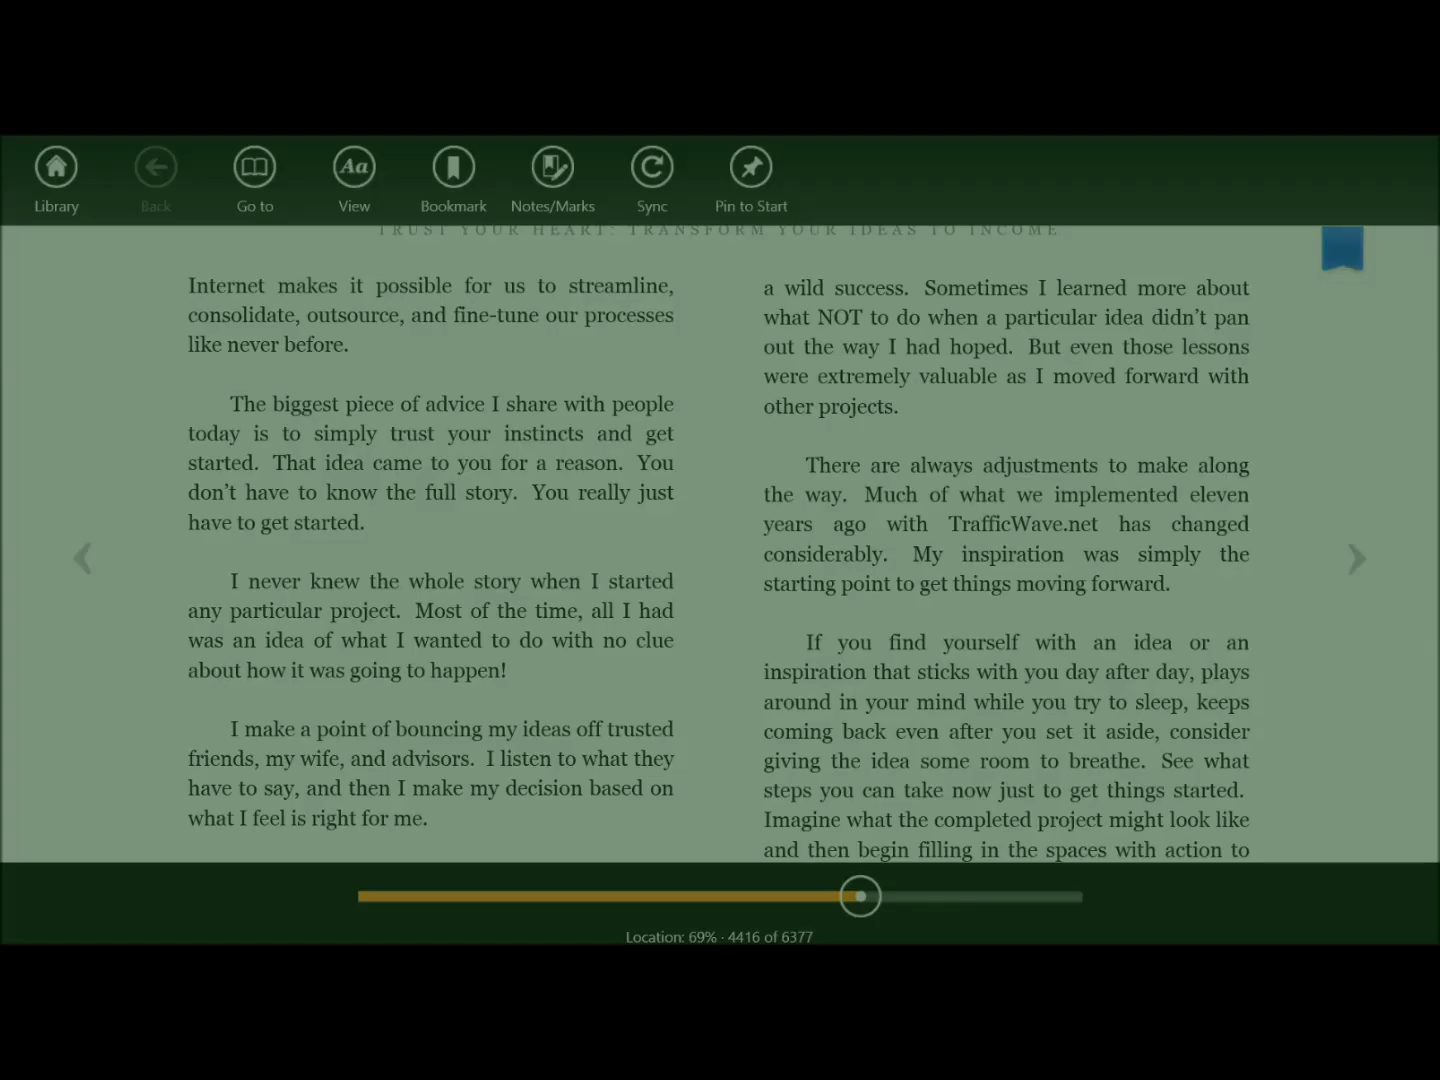 Library Back Go to View Bookmark Notes/Marks Sync Pin to Start
TRUST YOUR HEART: TRANSFORM YOUR IDEAS TO INCOME
Internet makes it possible for us to streamline,
consolidate, outsource, and fine-tune our processes
like never before.
The biggest piece of advice I share with people
today is to simply trust your instincts and get
started. That idea came to you for a reason. You
don’t have to know the full story. You really just
have to get started.
I never knew the whole story when I started
any particular project. Most of the time, all I had
was an idea of what I wanted to do with no clue
about how it was going to happen!
I make a point of bouncing my ideas off trusted
friends, my wife, and advisors. I listen to what they
have to say, and then I make my decision based on
what I feel is right for me.
a wild success. Sometimes I learned more about
what NOT to do when a particular idea didn’t pan
out the way I had hoped. But even those lessons
were extremely valuable as I moved forward with
other projects.
There are always adjustments to make along
the way. Much of what we implemented eleven
years ago with TrafficWave.net has changed
considerably. My inspiration was simply the
starting point to get things moving forward.
If you find yourself with an idea or an
inspiration that sticks with you day after day, plays
around in your mind while you try to sleep, keeps
coming back even after you set it aside, consider
giving the idea some room to breathe. See what
steps you can take now just to get things started.
Imagine what the completed project might look like
and then begin filling in the spaces with action to
Location: 69% · 4416 of 6377